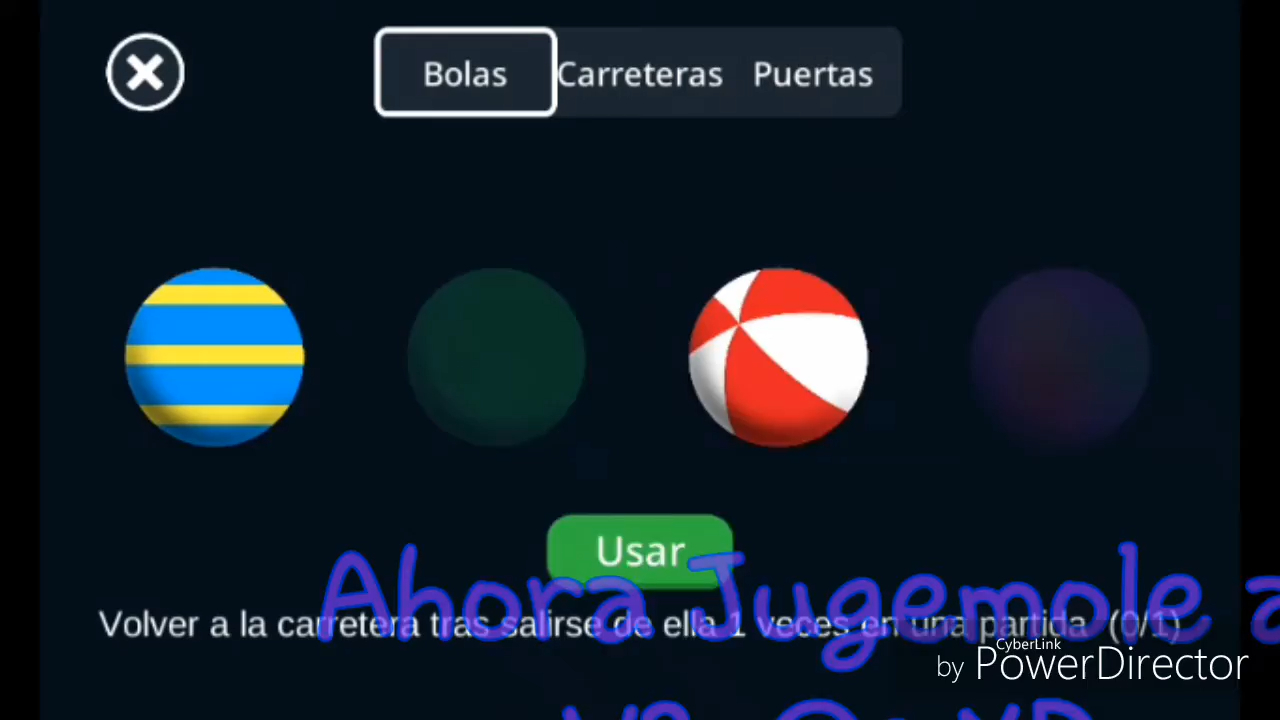 Bolas Carreteras Puertas
Usar
Ahora Jugemole a
Volver a la carretera tras salirse de ella 1 veces en una partida (0/1)
CyberLink
by PowerDirector